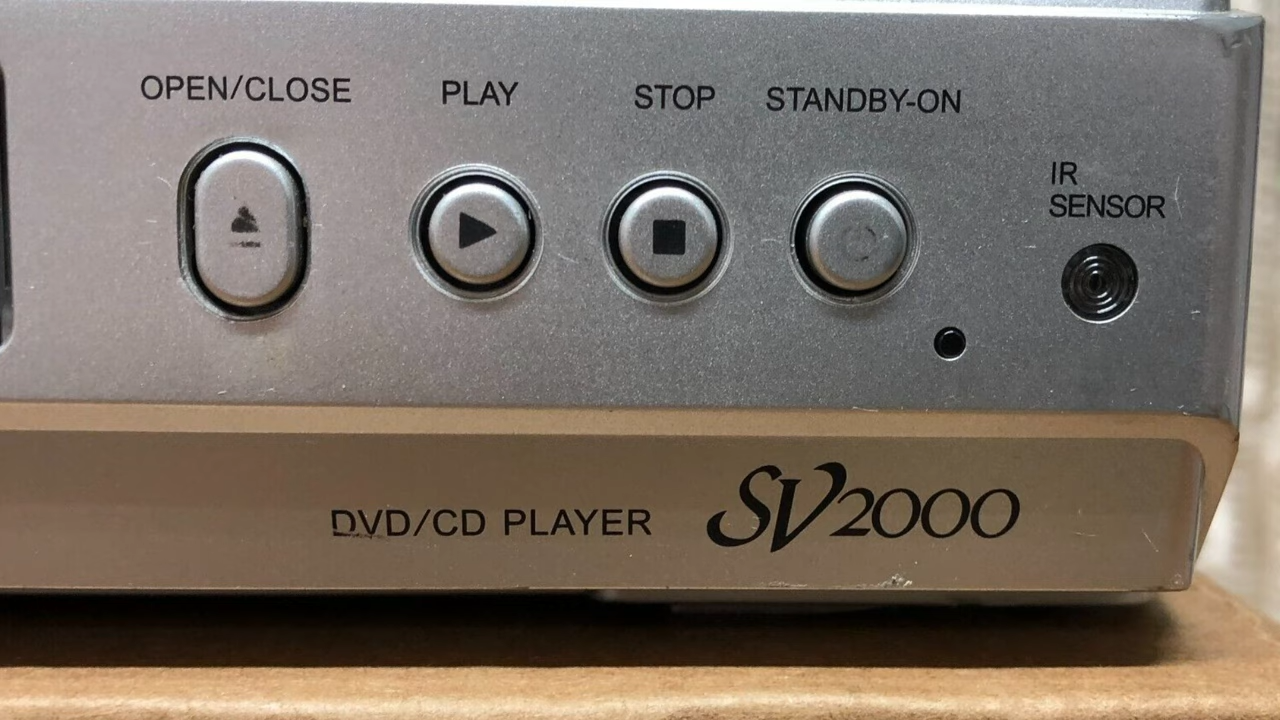 OPEN/CLOSE PLAY STOP STANDBY-ON
IR
SENSOR
DVD/CD PLAYER SV2000